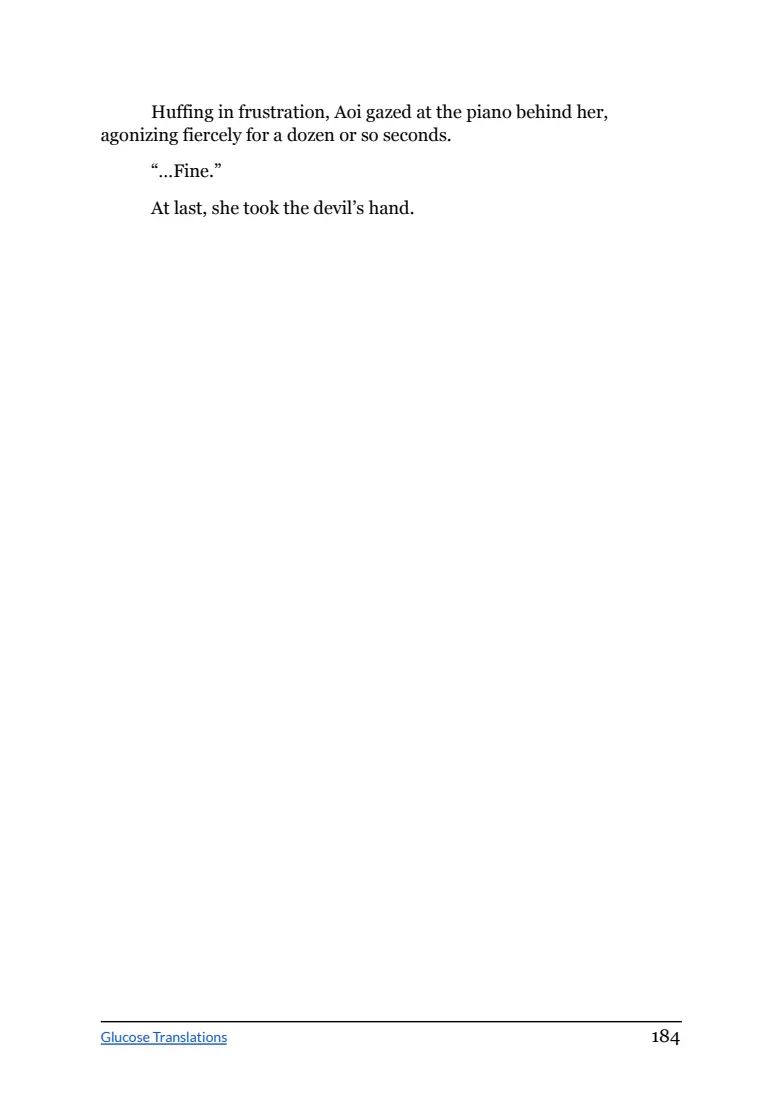 Huffing in frustration, Aoi gazed at the piano behind her,
agonizing fiercely for a dozen or so seconds.
“…Fine.”
At last, she took the devil’s hand.
Glucose Translations
184